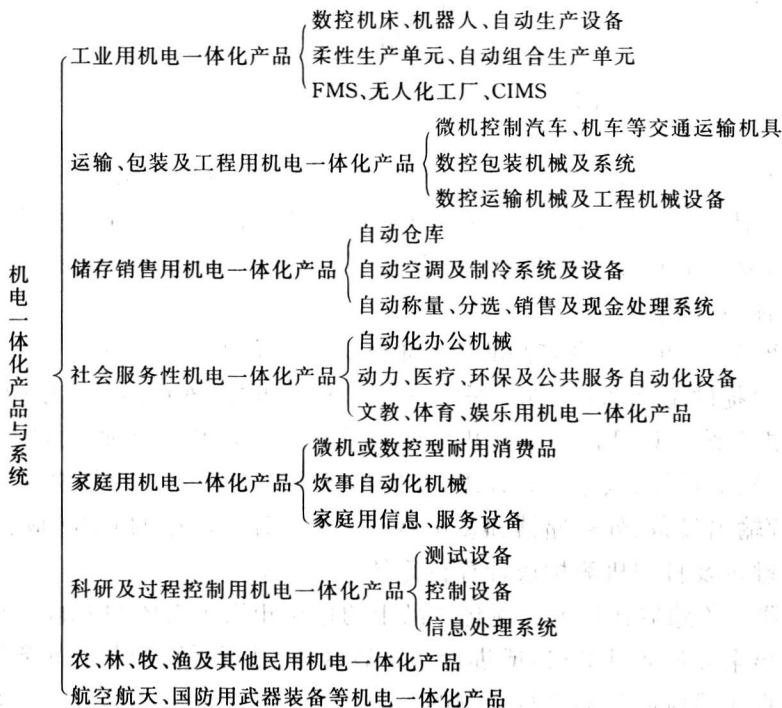 机电一体化产品与系统
工业用机电一体化产品
数控机床、机器人、自动生产设备
柔性生产单元、自动组合生产单元
FMS、无人化工厂、CIMS
运输、包装及工程用机电一体化产品
微机控制汽车、机车等交通运输机具
数控包装机械及系统
数控运输机械及工程机械设备
储存销售用机电一体化产品
自动仓库
自动空调及制冷系统及设备
自动称量、分选、销售及现金处理系统
社会服务性机电一体化产品
自动化办公机械
动力、医疗、环保及公共服务自动化设备
文教、体育、娱乐用机电一体化产品
家庭用机电一体化产品
微机或数控型耐用消费品
炊事自动化机械
家庭用信息、服务设备
科研及过程控制用机电一体化产品
测试设备
控制设备
信息处理系统
农、林、牧、渔及其他民用机电一体化产品
航空航天、国防用武器装备等机电一体化产品